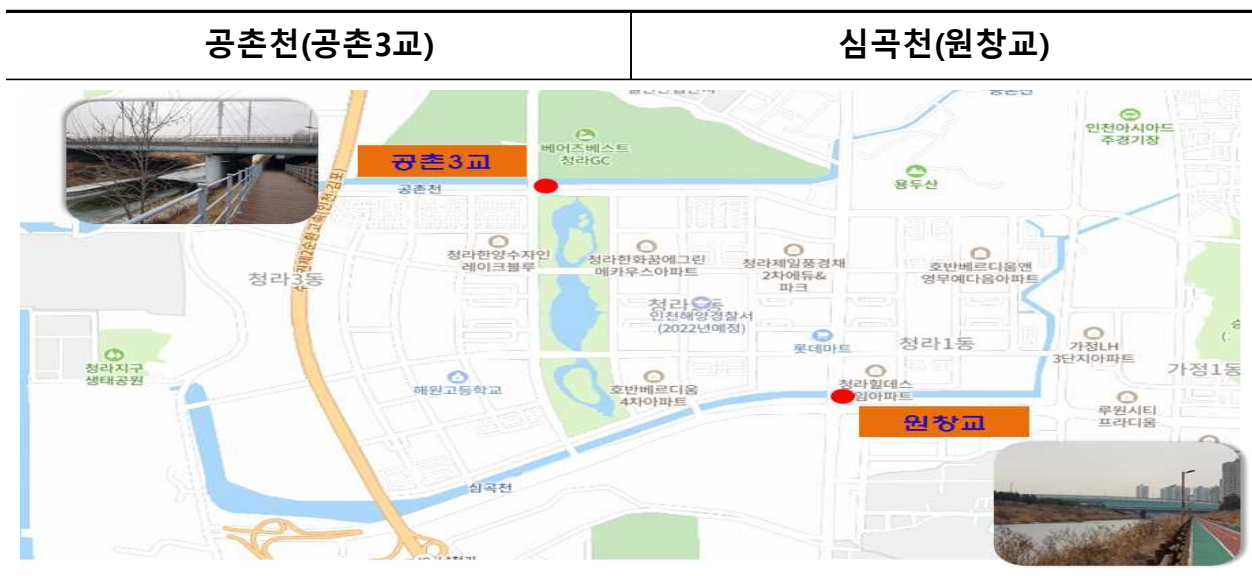 공촌천(공촌3교)
심곡천(원창교)
인천아시아드
주경기장
베어즈베스트
청라GC
공촌3교
공촌천
용두산
청라한양수자인
레이크블루
청라한화꿈에그린
메카우스아파트
청라제일풍경채
2차에듀&
파크
호반베르디움앤
영무예다음아파트
청라3동
인천해양경찰서
(2022년예정)
롯데마트
청라1동
가정LH
3단지아파트
가정1동
청라지구
생태공원
해원고등학교
호반베르디움
4차아파트
청라힐데스
임아파트
원창교
루원시티
프라디움
심곡천